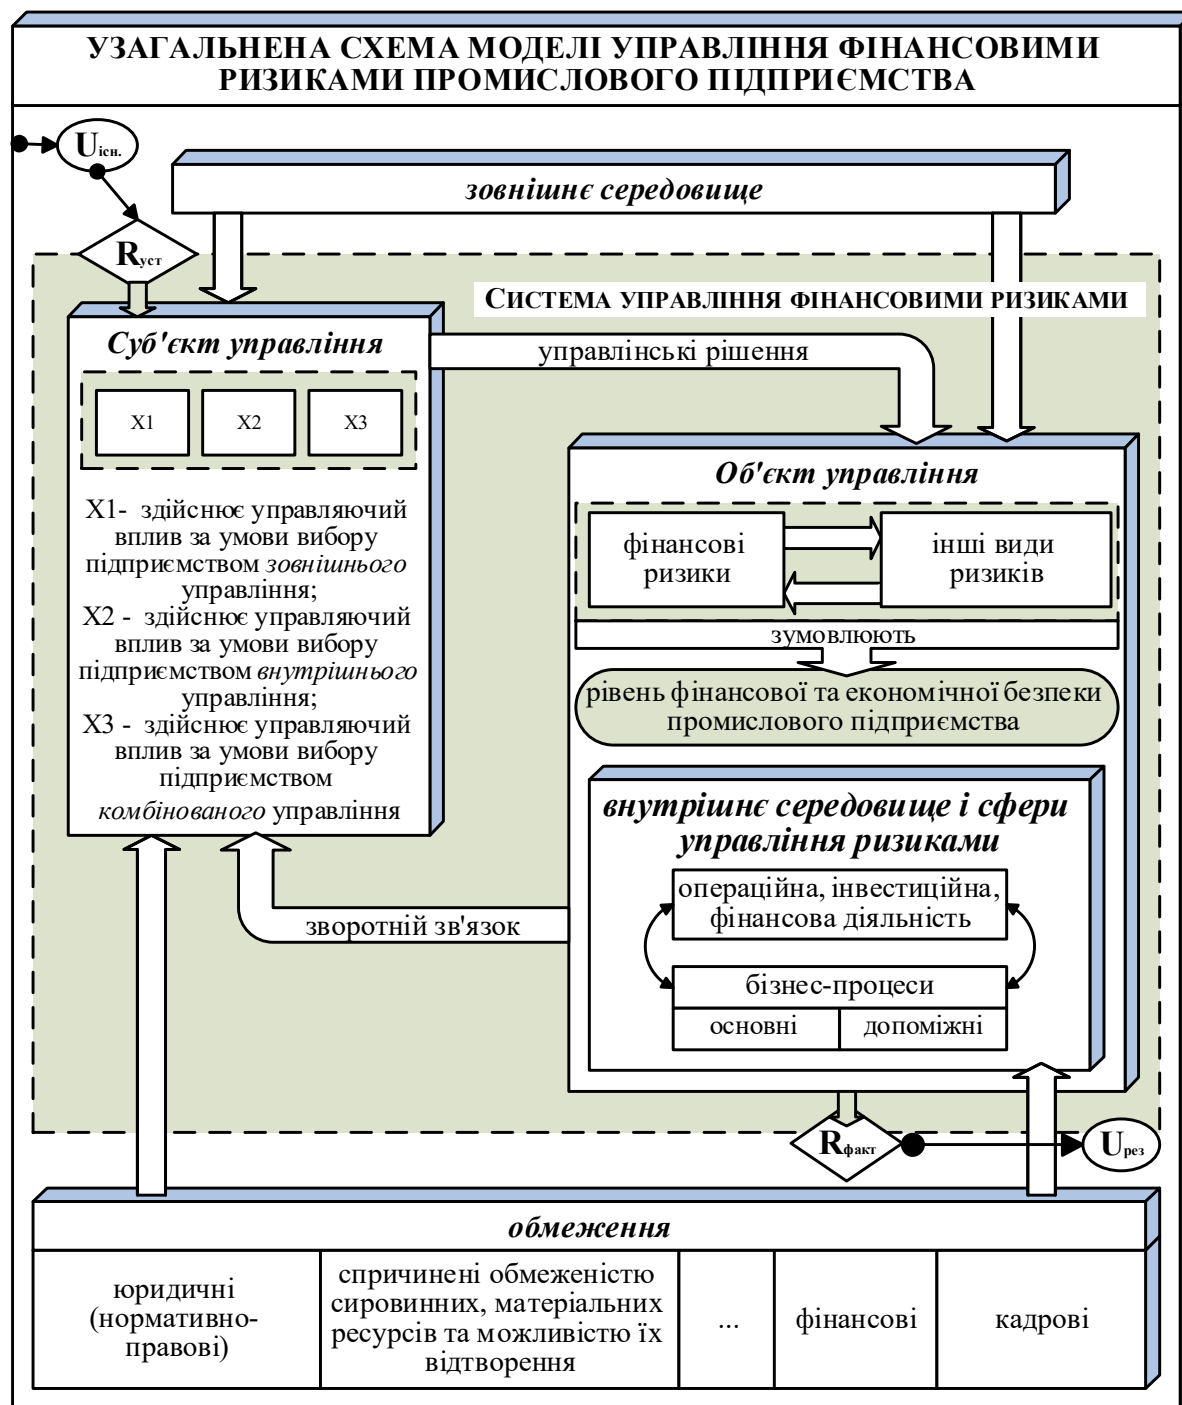 УЗАГАЛЬНЕНА СХЕМА МОДЕЛІ УПРАВЛІННЯ ФІНАНСОВИМИ
РИЗИКАМИ ПРОМИСЛОВОГО ПІДПРИЄМСТВА
Uісн.
зовнішнє середовище
Rуст
СИСТЕМА УПРАВЛІННЯ ФІНАНСОВИМИ РИЗИКАМИ
Суб'єкт управління
X1
X2
X3
X1- здійснює управляючий
вплив за умови вибору
підприємством зовнішнього
управління;
X2 - здійснює управляючий
вплив за умови вибору
підприємством внутрішнього
управління;
X3 - здійснює управляючий
вплив за умови вибору
підприємством
комбінованого управління
управлінські рішення
Об'єкт управління
фінансові
ризики
інші види
ризиків
зумовлюють
рівень фінансової та економічної безпеки
промислового підприємства
внутрішнє середовище і сфери
управління ризиками
операційна, інвестиційна,
фінансова діяльність
бізнес-процеси
основні
допоміжні
зворотній зв'язок
Rфакт
Uрез
обмеження
юридичні
(нормативно-
правові)
спричинені обмеженістю
сировинних, матеріальних
ресурсів та можливістю їх
відтворення
...
фінансові
кадрові